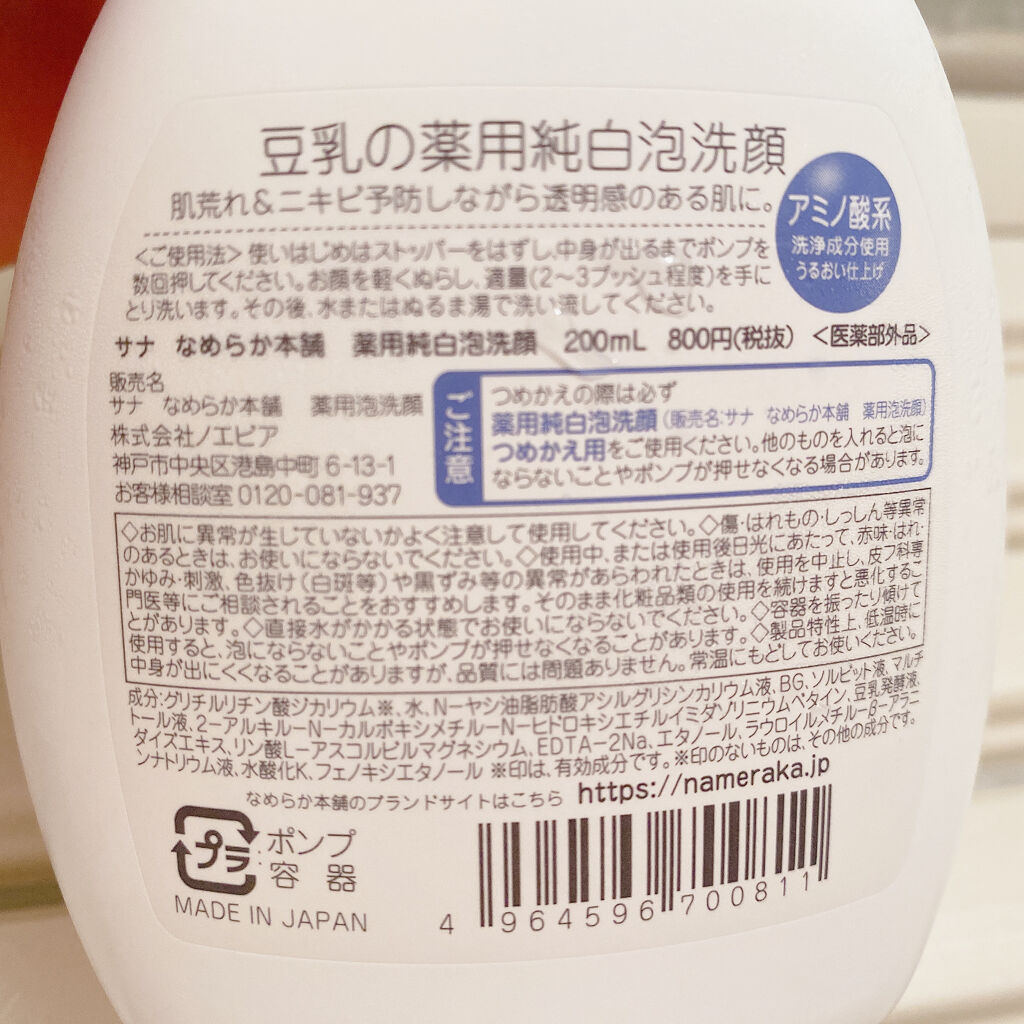 豆乳の薬用純白泡洗顔
肌荒れ&ニキビ予防しながら透明感のある肌に。
アミノ酸系
洗浄成分使用
うるおい仕上げ
<ご使用法>使いはじめはストッパーをはずし、中身が出るまでポンプを
数回押してください。お顔を軽くぬらし、適量(2〜3プッシュ程度)を手に
とり洗います。その後、水またはぬるま湯で洗い流してください。
サナ なめらか本舗 薬用純白泡洗顔 200mL 800円(税抜) <医薬部外品>
販売名
サナ なめらか本舗 薬用泡洗顔
株式会社ノエビア
神戸市中央区港島中町 6-13-1
お客様相談室 0120-081-937
ご注意
つめかえの際は必ず
薬用純白泡洗顔(販売名:サナ なめらか本舗 薬用泡洗顔)
つめかえ用をご使用ください。他のものを入れると泡に
ならないことやポンプが押せなくなる場合があります。
◇お肌に異常が生じていないかよく注意して使用してください。◇傷・はれもの・しっしん等異常
のあるときは、お使いにならないでください。◇使用中、または使用後日光にあたって、赤味・はれ・
かゆみ・刺激、色抜け(白斑等)や黒ずみ等の異常があらわれたときは、使用を中止し、皮フ科専
門医等にご相談されることをおすすめします。そのまま化粧品類の使用を続けますと悪化するこ
とがあります。◇直接水がかかる状態でお使いにならないでください。◇容器を振ったり傾けて
使用すると、泡にならないことやポンプが押せなくなることがあります。◇製品特性上、低温時に
中身が出にくくなることがありますが、品質には問題ありません。常温にもどしてお使いください。
成分:グリチルリチン酸ジカリウム※、水、N-ヤシ油脂肪酸アシルグリシンカリウム液、BG、ソルビット液、マルチ
トール液、2-アルキル-N-カルボキシメチル-N-ヒドロキシエチルイミダゾリニウムベタイン、豆乳発酵液、
ダイズエキス、リン酸L-アスコルビルマグネシウム、EDTA-2Na、エタノール、ラウロイルメチル-β-アラニ
ンナトリウム液、水酸化K、フェノキシエタノール ※印は、有効成分です。※印のないものは、その他の成分です。
なめらか本舗のブランドサイトはこちら https://nameraka.jp
プラ
ポンプ
容器
MADE IN JAPAN
4 964596 700811